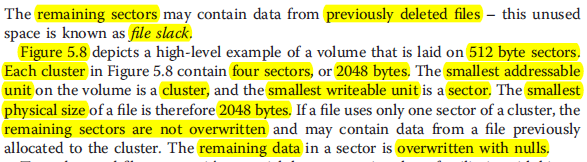 The remaining sectors may contain data from previously deleted files – this unused
space is known as file slack.
Figure 5.8 depicts a high-level example of a volume that is laid on 512 byte sectors.
Each cluster in Figure 5.8 contain four sectors, or 2048 bytes. The smallest addressable
unit on the volume is a cluster, and the smallest writeable unit is a sector. The smallest
physical size of a file is therefore 2048 bytes. If a file uses only one sector of a cluster, the
remaining sectors are not overwritten and may contain data from a file previously
allocated to the cluster. The remaining data in a sector is overwritten with nulls.